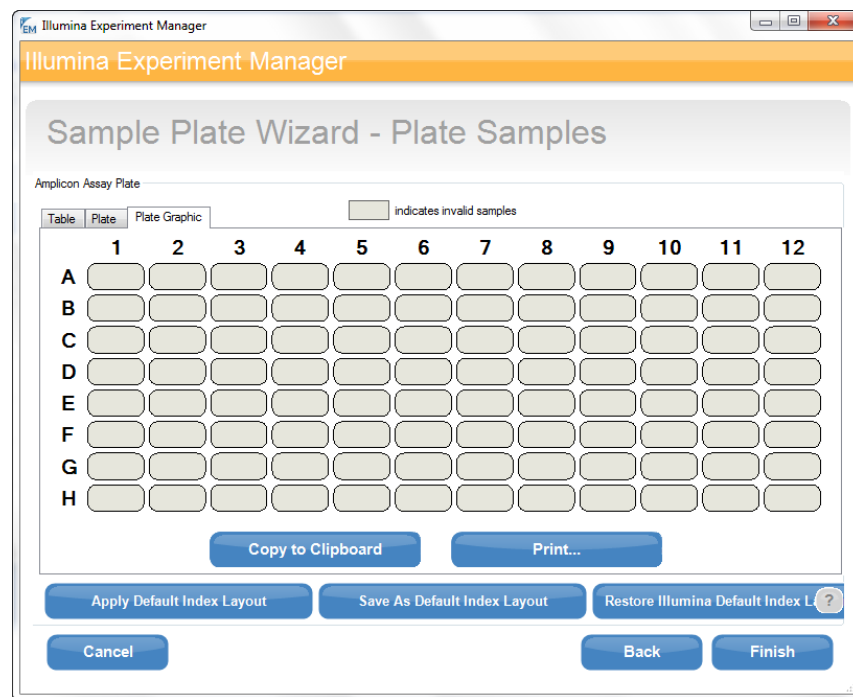 EM Illumina Experiment Manager
Illumina Experiment Manager
Sample Plate Wizard - Plate Samples
Amplicon Assay Plate
Table Plate Plate Graphic indicates invalid samples
1 2 3 4 5 6 7 8 9 10 11 12
A
B
C
D
E
F
G
H
Copy to Clipboard Print...
Apply Default Index Layout Save As Default Index Layout Restore Illumina Default Index ?
Cancel Back Finish